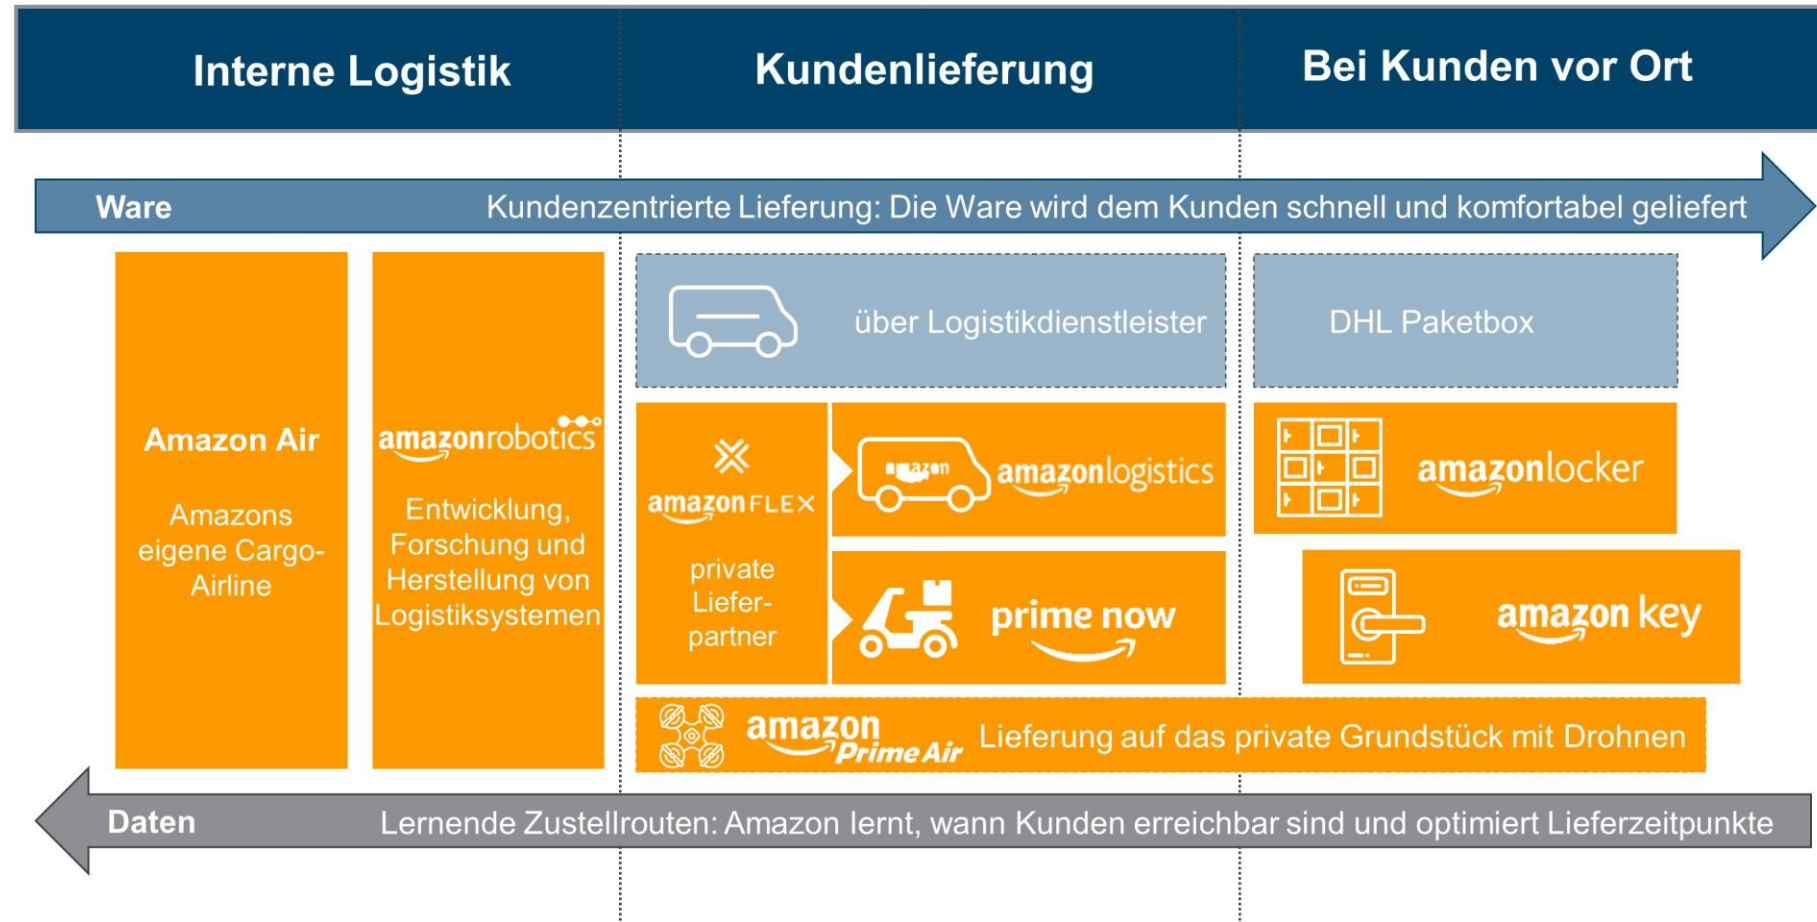 Interne Logistik
Kundenlieferung
Bei Kunden vor Ort
Ware
Kundenzentrierte Lieferung: Die Ware wird dem Kunden schnell und komfortabel geliefert
Amazon Air
Amazons
eigene Cargo-
Airline
amazonrobotics
Entwicklung,
Forschung und
Herstellung von
Logistiksystemen
über Logistikdienstleister
amazon FLEX
private
Liefer-
partner
amazon
amazonlogistics
prime now
DHL Paketbox
amazonlocker
amazon key
amazon
Prime Air
Lieferung auf das private Grundstück mit Drohnen
Daten
Lernende Zustellrouten: Amazon lernt, wann Kunden erreichbar sind und optimiert Lieferzeitpunkte